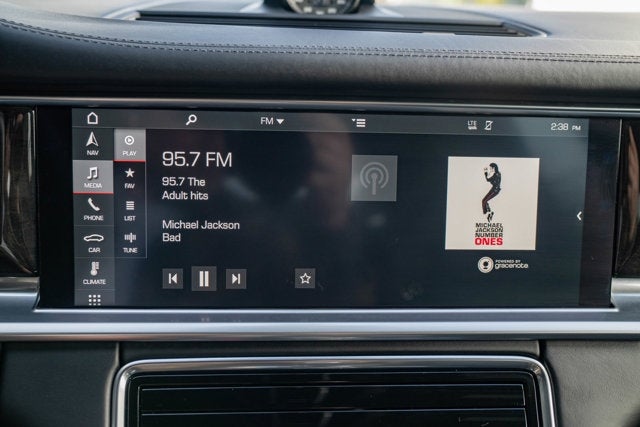 FM
LTE
2:38 PM
NAV
PLAY
MEDIA
FAV
PHONE
LIST
CAR
TUNE
CLIMATE
95.7 FM
95.7 The
Adult hits
Michael Jackson
Bad
MICHAEL
JACKSON
NUMBER
ONES
POWERED BY
gracenote